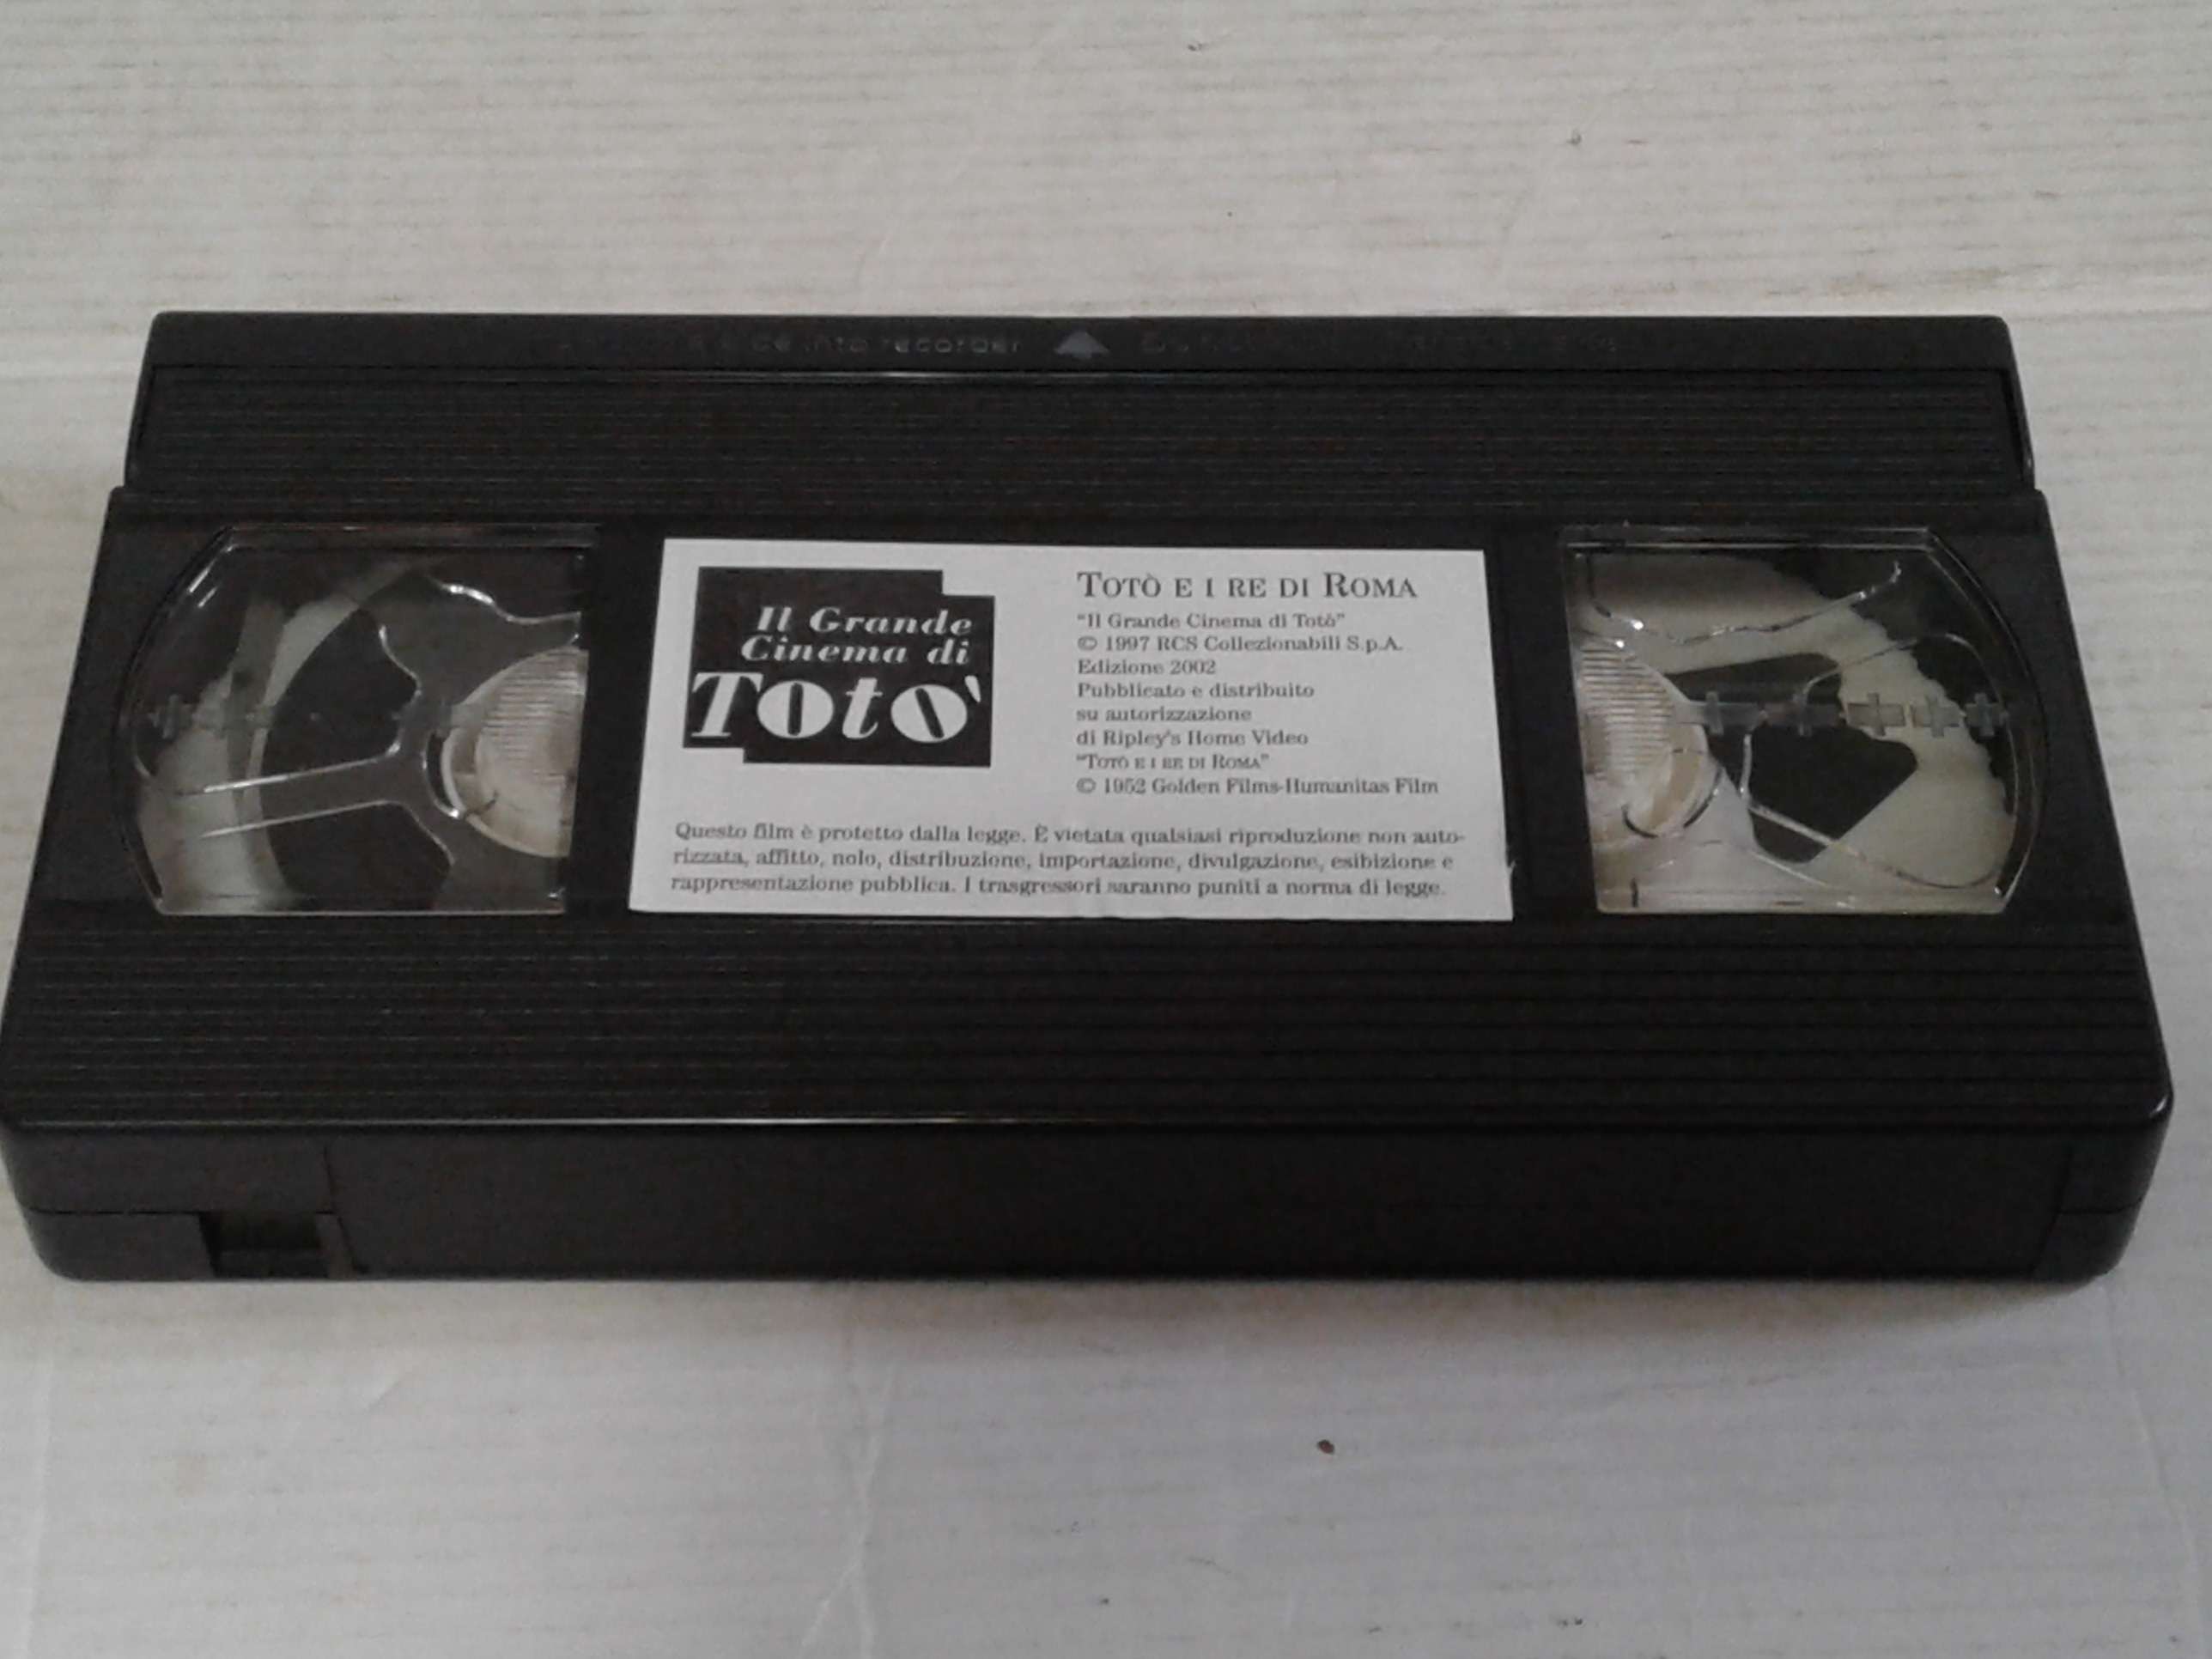 into recorder
Il Grande
Cinema di
Totò
TOTÒ E I RE DI ROMA
"Il Grande Cinema di Totò"
© 1997 RCS Collezionabili S.p.A.
Edizione 2002
Pubblicato e distribuito
su autorizzazione
di Ripley's Home Video
"TOTÒ E I RE DI ROMA"
© 1952 Golden Films-Humanitas Film
Questo film è protetto dalla legge. È vietata qualsiasi riproduzione non auto-
rizzata, affitto, nolo, distribuzione, importazione, divulgazione, esibizione e
rappresentazione pubblica. I trasgressori saranno puniti a norma di legge.